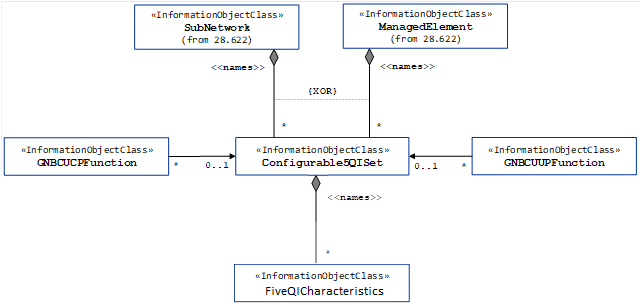 «InformationObjectClass»
SubNetwork
(from 28.622)
«InformationObjectClass»
ManagedElement
(from 28.622)
<<names>>
<<names>>
{XOR}
*
*
«InformationObjectClass»
GNBCUCPFunction
*
0..1
«InformationObjectClass»
Configurable5QISet
0..1
*
«InformationObjectClass»
GNBCUUPFunction
<<names>>
*
«InformationObjectClass»
FiveQICharacteristics